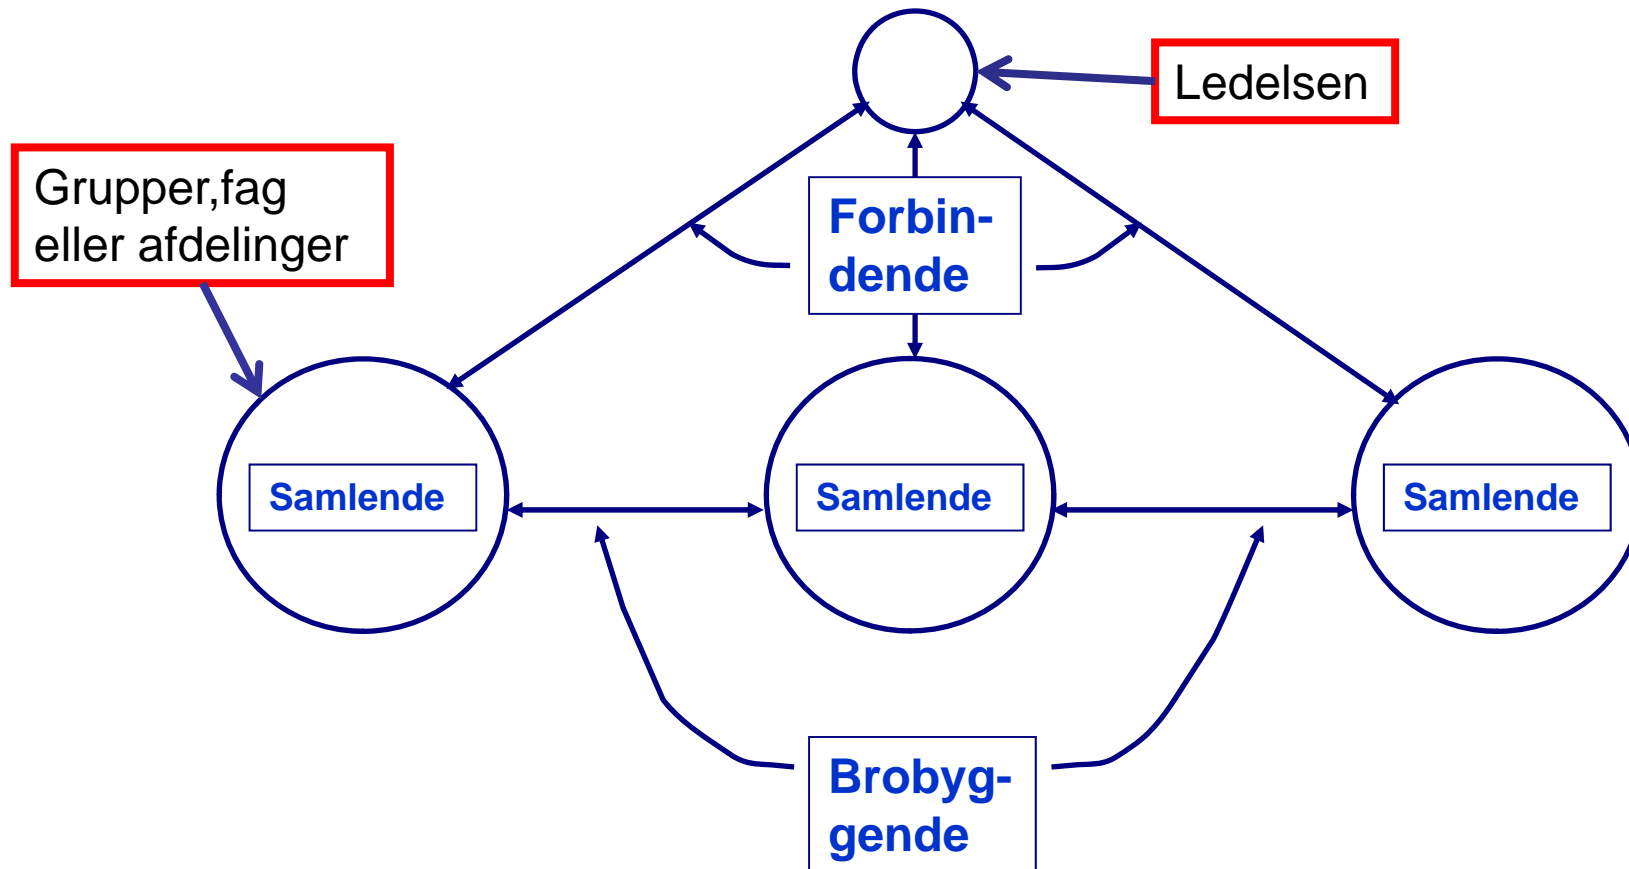 Ledelsen
Grupper,fag
eller afdelinger
Forbin-
dende
Samlende
Samlende
Samlende
Brobyg-
gende